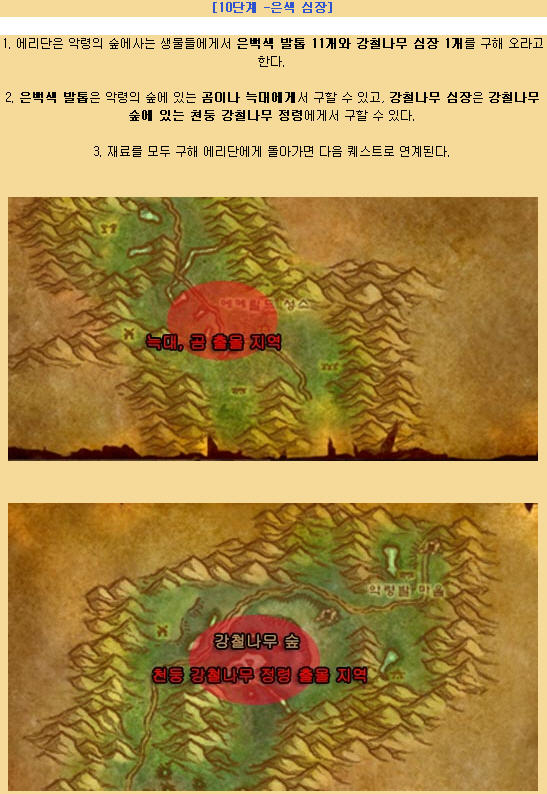 [10단계 -은색 심장]
1. 에리단은 악령의 숲에사는 생물들에게서 은백색 발톱 11개와 강철나무 심장 1개를 구해 오라고
한다.
2. 은백색 발톱은 악령의 숲에 있는 곰이나 늑대에게서 구할 수 있고, 강철나무 심장은 강철나무
숲에 있는 천둥 강철나무 정령에게서 구할 수 있다.
3. 재료를 모두 구해 에리단에게 돌아가면 다음 퀘스트로 연계된다.
에메랄드 성소
늑대, 곰 출몰 지역
악령발 마을
강철나무 숲
천둥 강철나무 정령 출몰 지역